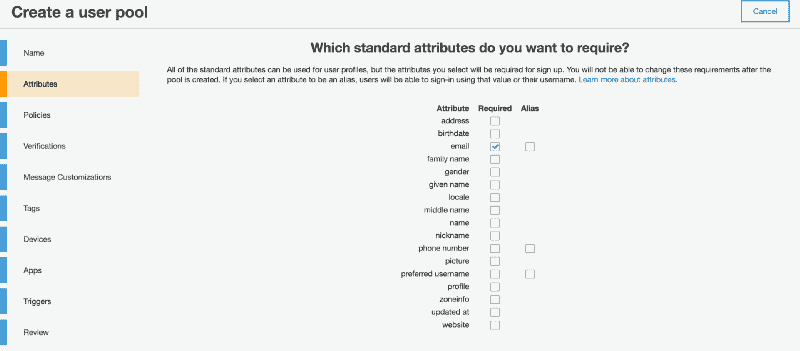 Create a user pool
Cancel
Name
Attributes
Policies
Verifications
Message Customizations
Tags
Devices
Apps
Triggers
Review
Which standard attributes do you want to require?
All of the standard attributes can be used for user profiles, but the attributes you select will be required for sign up. You will not be able to change these requirements after the
pool is created. If you select an attribute to be an alias, users will be able to sign-in using that value or their username. Learn more about attributes.
Attribute Required Alias
address
birthdate
email
family name
gender
given name
locale
middle name
name
nickname
phone number
picture
preferred username
profile
zoneinfo
updated at
website